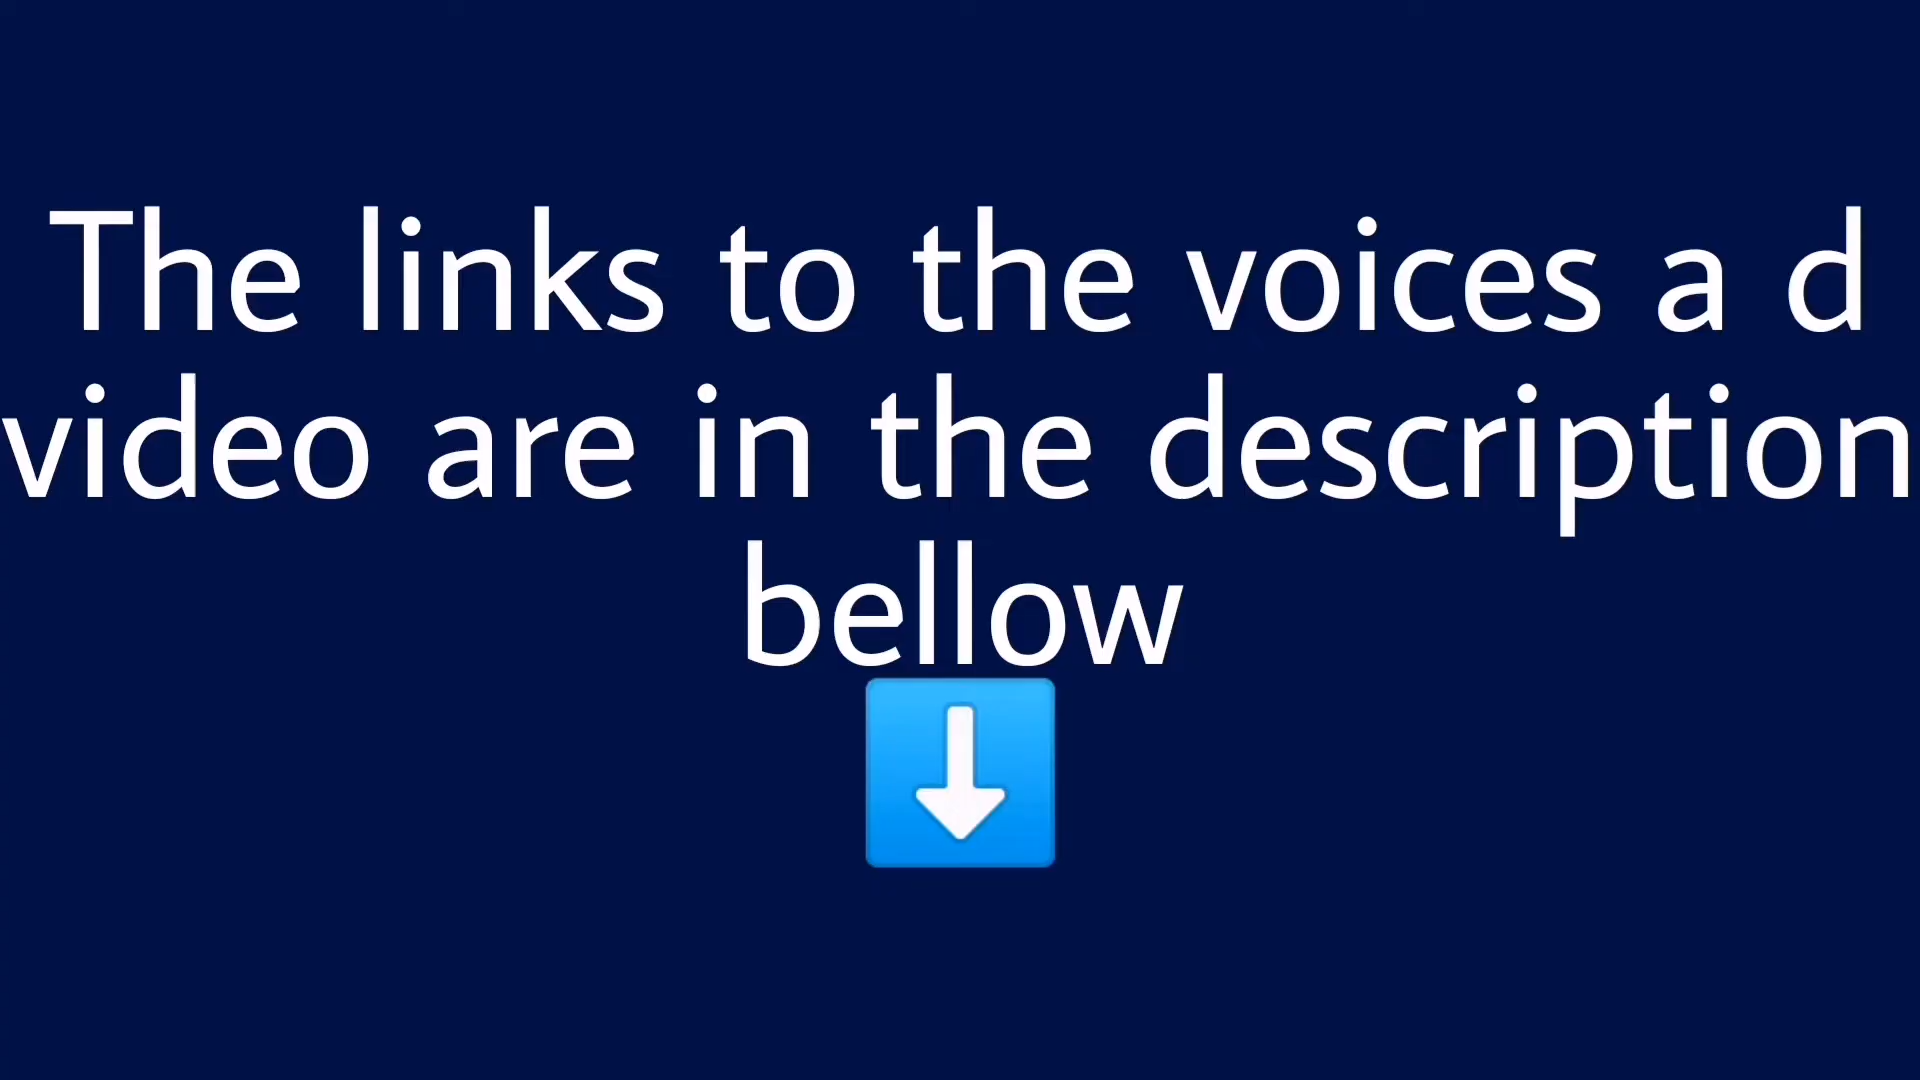 The links to the voices a d
video are in the description
bellow